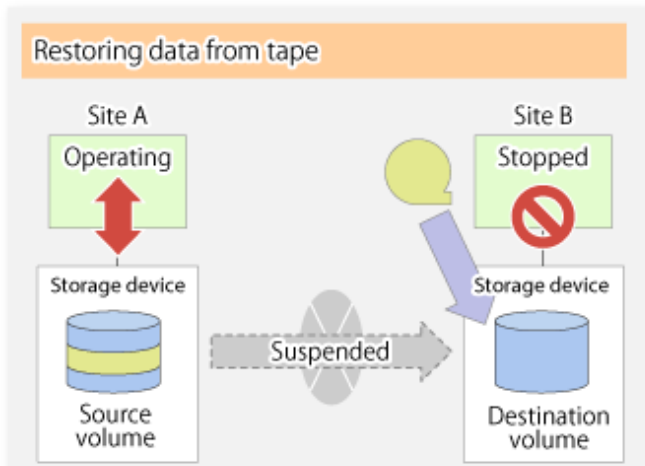 Restoring data from tape
Site A
Site B
Operating
Stopped
Storage device
Storage device
Suspended
Source
volume
Destination
volume